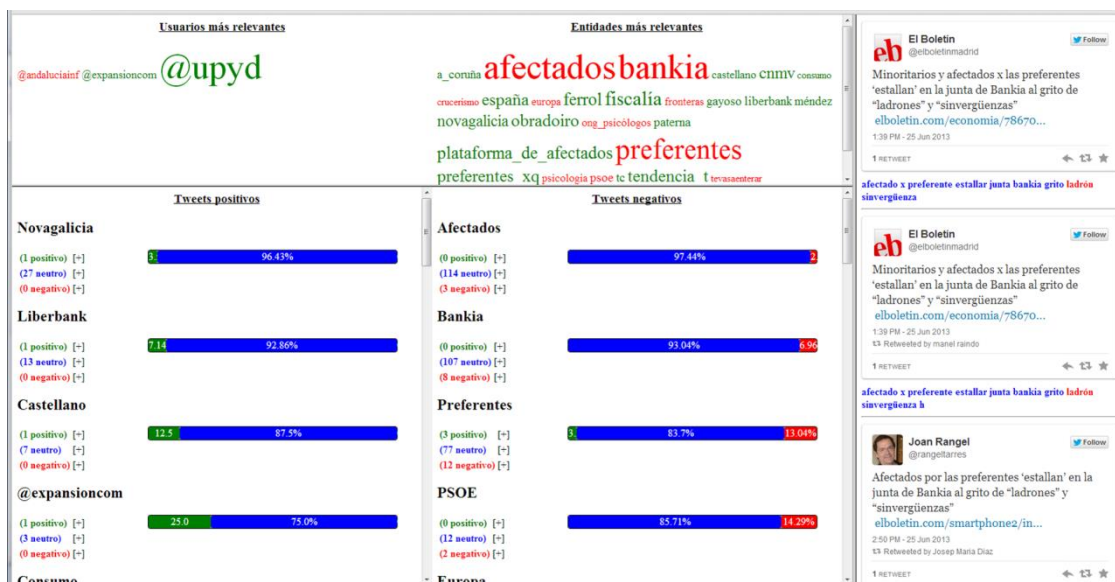 Usuarios más relevantes
@andaluciainf @expansioncom @upyd
Entidades más relevantes
a_coruña afectados bankia castellano cnmv consumo
crucerismo españa europa ferrol fiscalía fronteras gayoso liberbank méndez
novagalicia obradoiro ong_psicólogos paterna
plataforma_de_afectados preferentes
preferentes_xq psicologia psoe tc tendencia_t tevasaenterar
Tweets positivos
Novagalicia
(1 positivo) [+]
3. 96.43%
(27 neutro) [+]
(0 negativo) [+]
Liberbank
(1 positivo) [+]
7.14 92.86%
(13 neutro) [+]
(0 negativo) [+]
Castellano
(1 positivo) [+]
12.5 87.5%
(7 neutro) [+]
(0 negativo) [+]
@expansioncom
(1 positivo) [+]
25.0 75.0%
(3 neutro) [+]
(0 negativo) [+]
Consumo
Tweets negativos
Afectados
(0 positivo) [+]
97.44% 2.
(114 neutro) [+]
(3 negativo) [+]
Bankia
(0 positivo) [+]
93.04% 6.96
(107 neutro) [+]
(8 negativo) [+]
Preferentes
(3 positivo) [+]
3. 83.7% 13.04%
(77 neutro) [+]
(12 negativo) [+]
PSOE
(0 positivo) [+]
85.71% 14.29%
(12 neutro) [+]
(2 negativo) [+]
Europa
eb
El Boletín
@elboletinmadrid
Follow
Minoritarios y afectados x las preferentes
‘estallan’ en la junta de Bankia al grito de
“ladrones” y “sinvergüenzas”
elboletin.com/economia/78670...
1:39 PM - 25 Jun 2013
1 RETWEET
afectado x preferente estallar junta bankia grito ladrón
sinvergüenza
eb
El Boletín
@elboletinmadrid
Follow
Minoritarios y afectados x las preferentes
‘estallan’ en la junta de Bankia al grito de
“ladrones” y “sinvergüenzas”
elboletin.com/economia/78670...
1:39 PM - 25 Jun 2013
Retweeted by manel raindo
1 RETWEET
afectado x preferente estallar junta bankia grito ladrón
sinvergüenza h
Joan Rangel
@rangeltarres
Follow
Afectados por las preferentes ‘estallan’ en la
junta de Bankia al grito de “ladrones” y
“sinvergüenzas”
elboletin.com/smartphone2/in...
2:50 PM - 25 Jun 2013
Retweeted by Josep Maria Diaz
1 RETWEET